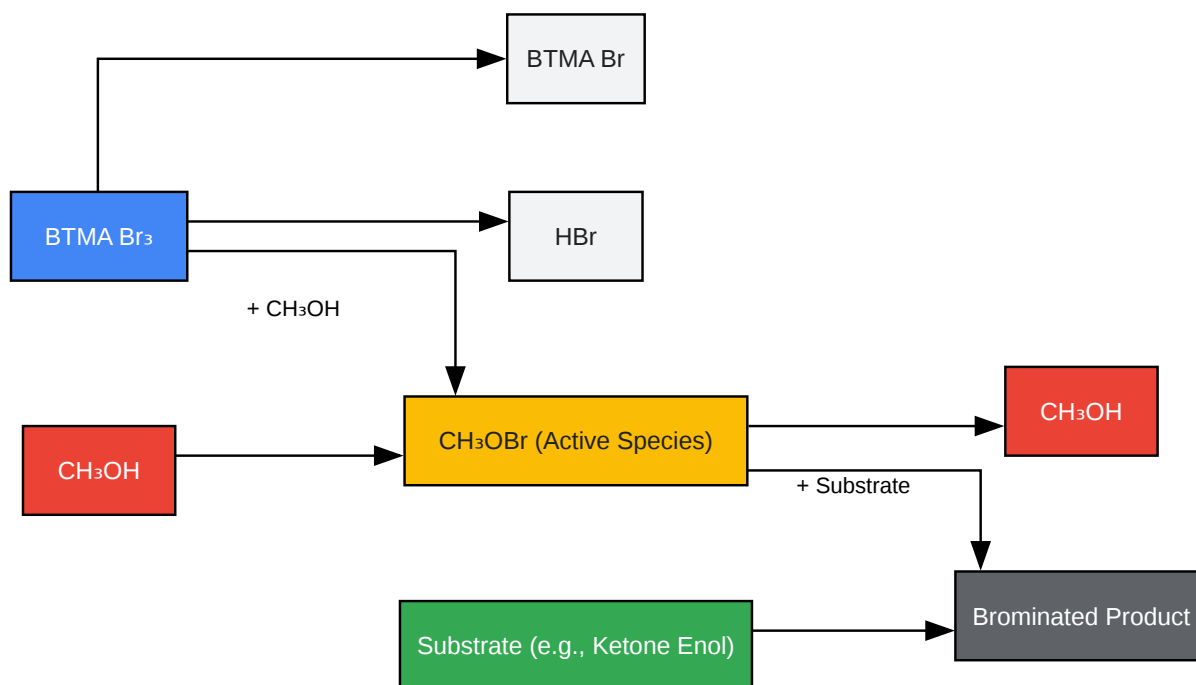 BTMA Br
BTMA Br₃
HBr
+ CH₃OH
CH₃OH
CH₃OBr (Active Species)
CH₃OH
+ Substrate
Brominated Product
Substrate (e.g., Ketone Enol)